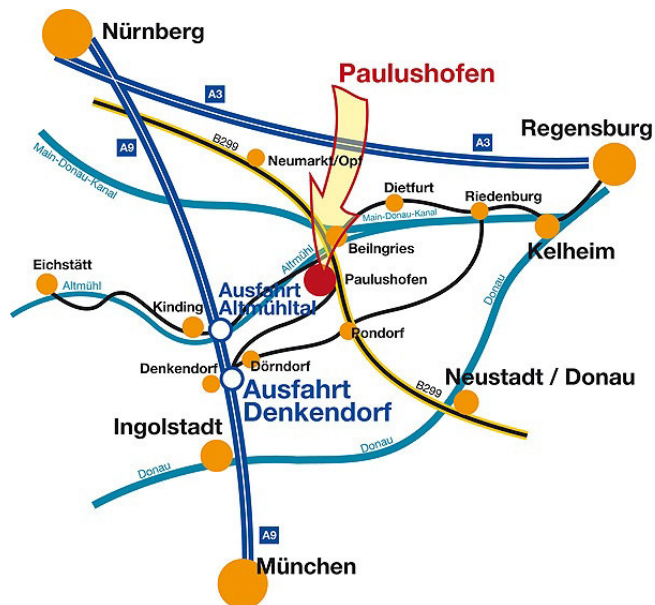 Nürnberg
Paulushofen
A3
A9
B299
A3
Regensburg
Main-Donau-Kanal
Neumarkt/Opf
Dietfurt
Riedenburg
Main-Donau-Kanal
Beilngries
Kelheim
Altmühl
Eichstätt
Altmühl
Paulushofen
Donau
Kinding
Ausfahrt
Altmühltal
Pondorf
Denkendorf
Dörndorf
Ausfahrt
Denkendorf
B299
Neustadt / Donau
Ingolstadt
Donau
A9
München